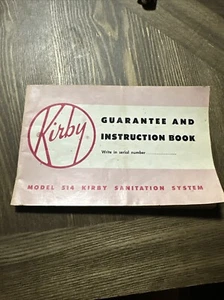 Kirby
GUARANTEE AND
INSTRUCTION BOOK
Write in serial number
MODEL 514 KIRBY SANITATION SYSTEM